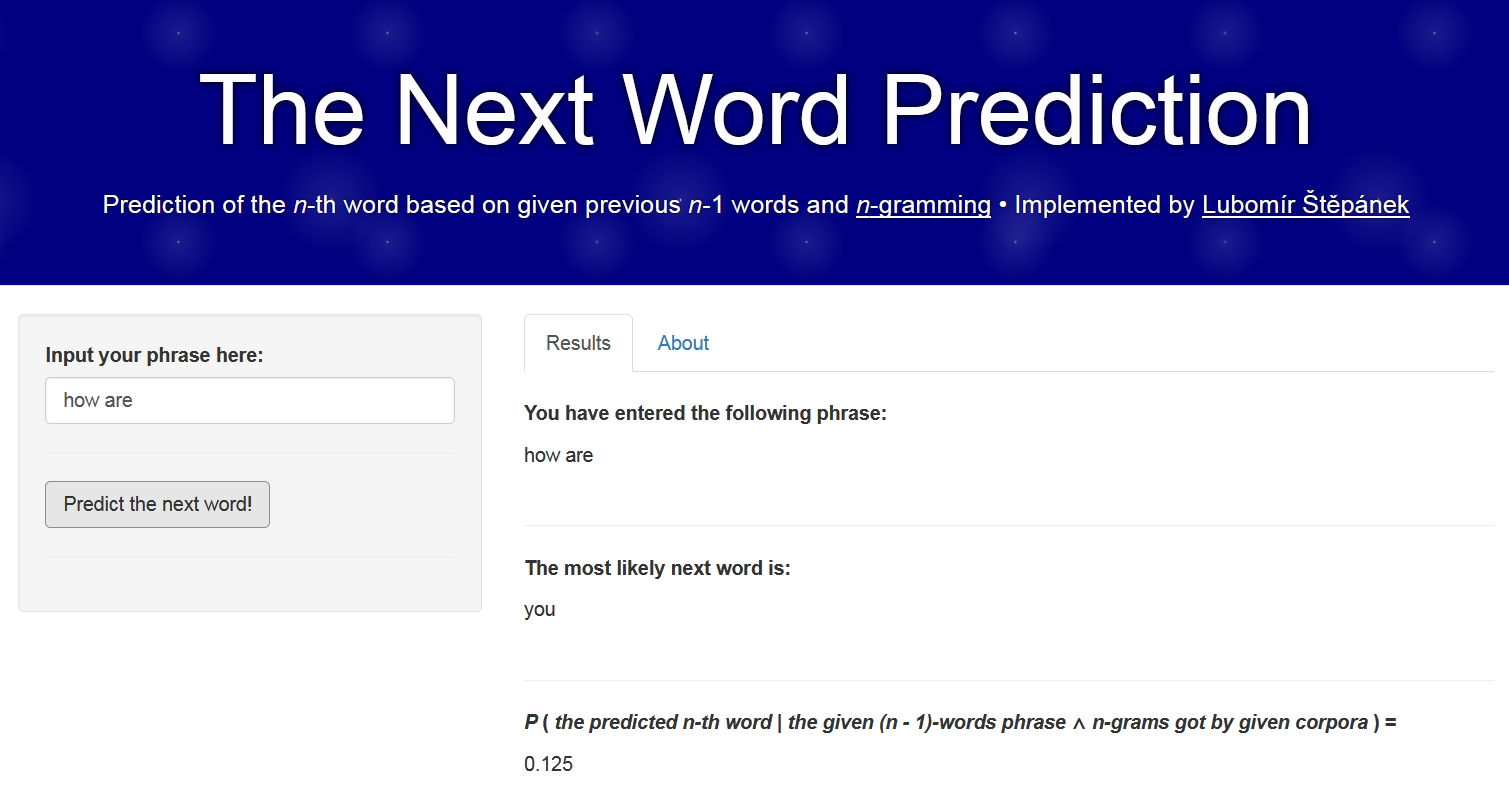 The Next Word Prediction
Prediction of the n-th word based on given previous n-1 words and n-gramming • Implemented by Lubomír Štěpánek
Input your phrase here:
how are
Predict the next word!
Results
About
You have entered the following phrase:
how are
The most likely next word is:
you
P ( the predicted n-th word | the given (n - 1)-words phrase ∧ n-grams got by given corpora ) =
0.125